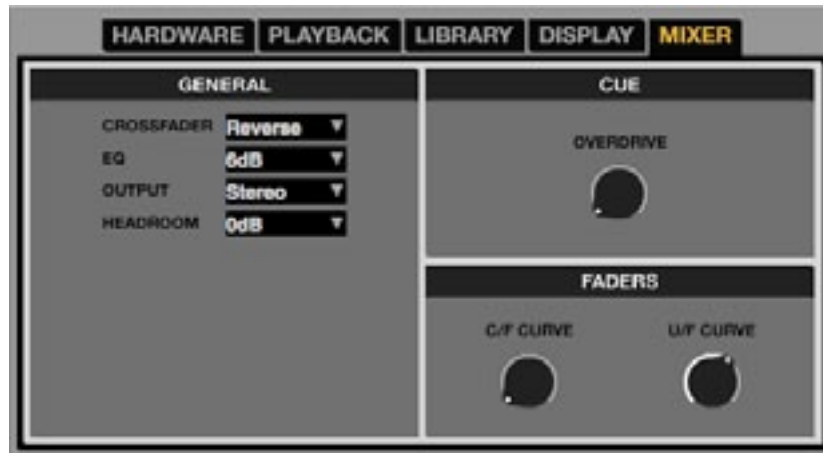 HARDWARE PLAYBACK LIBRARY DISPLAY MIXER
GENERAL
CROSSFADER Reverse
EQ 6dB
OUTPUT Stereo
HEADROOM 0dB
CUE
OVERDRIVE
FADERS
C/F CURVE U/F CURVE